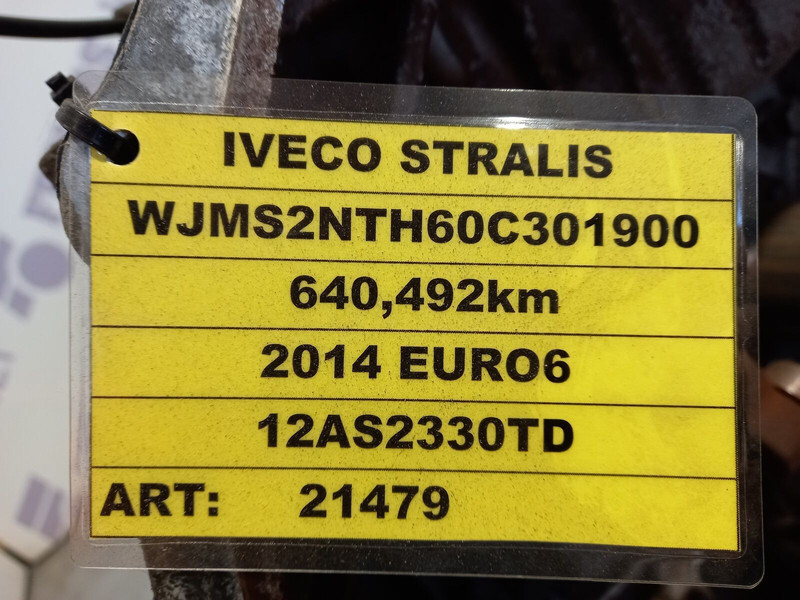 IVECO STRALIS
WJMS2NTH60C301900
640,492km
2014 EURO6
12AS2330TD
ART: 21479